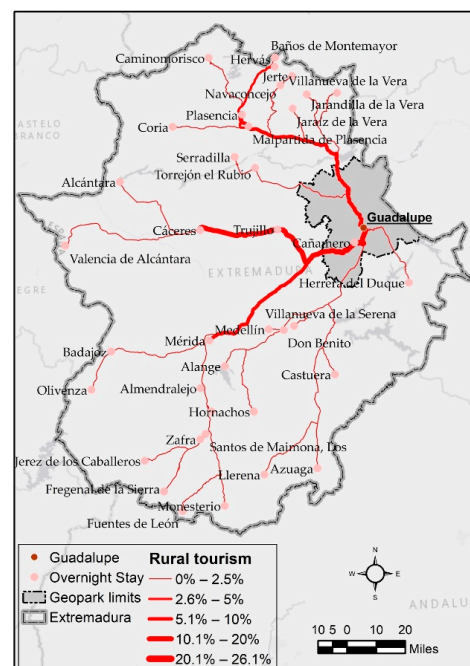 Baños de Montemayor
Caminomorisco
Hervás
Jerte
Villanueva de la Vera
Navaconcejo
Jarandilla de la Vera
Plasencia
Jaraíz de la Vera
Coria
Malpartida de Plasencia
CASTELO
BRANCO
Serradilla
Torrejón el Rubio
Alcántara
Guadalupe
Cáceres
Trujillo
Cañamero
Valencia de Alcántara
EXTREMADURA
Herrera del Duque
Villanueva de la Serena
Medellín
Mérida
Don Benito
Badajoz
Alange
Castuera
Olivenza
Almendralejo
Hornachos
Zafra
Santos de Maimona, Los
Jerez de los Caballeros
Llerena
Azuaga
Fregenal de la Sierra
Monesterio
Fuentes de León
ANDALU
Guadalupe
Overnight Stay
Geopark limits
Extremadura
Rural tourism
0% – 2.5%
2.6% – 5%
5.1% – 10%
10.1% – 20%
20.1% – 26.1%
N
W
E
S
10 5 0 10 20
Miles